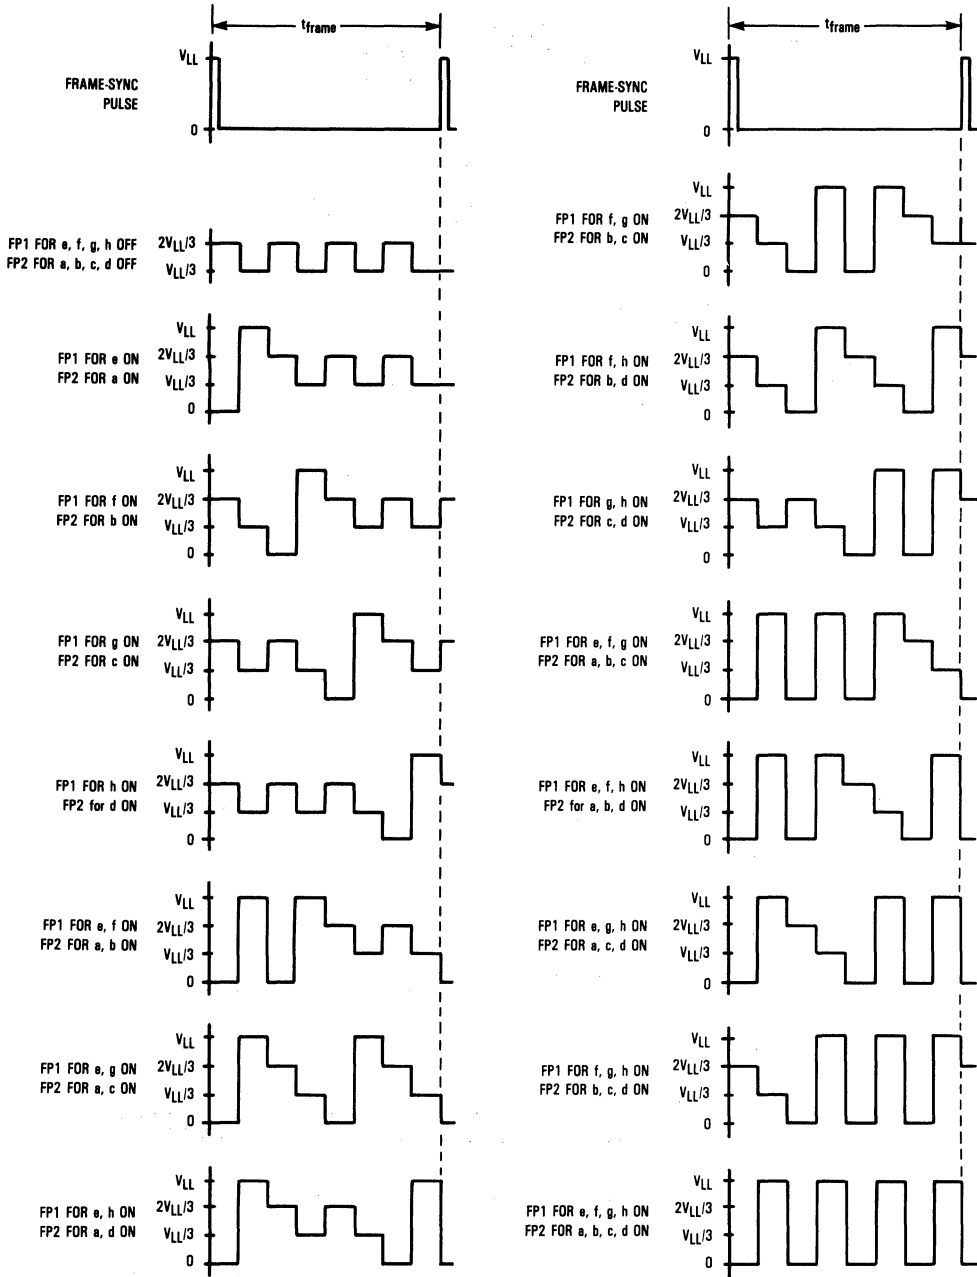 tframe
VLL
FRAME-SYNC
PULSE
0
FP1 FOR e, f, g, h OFF
FP2 FOR a, b, c, d OFF
2VLL/3
VLL/3
VLL
FP1 FOR e ON
FP2 FOR a ON
2VLL/3
VLL/3
0
VLL
FP1 FOR f ON
FP2 FOR b ON
2VLL/3
VLL/3
0
VLL
FP1 FOR g ON
FP2 FOR c ON
2VLL/3
VLL/3
0
VLL
FP1 FOR h ON
FP2 for d ON
2VLL/3
VLL/3
0
VLL
FP1 FOR e, f ON
FP2 FOR a, b ON
2VLL/3
VLL/3
0
VLL
FP1 FOR e, g ON
FP2 FOR a, c ON
2VLL/3
VLL/3
0
VLL
FP1 FOR e, h ON
FP2 FOR a, d ON
2VLL/3
VLL/3
0
tframe
VLL
FRAME-SYNC
PULSE
0
VLL
FP1 FOR f, g ON
FP2 FOR b, c ON
2VLL/3
VLL/3
0
VLL
FP1 FOR f, h ON
FP2 FOR b, d ON
2VLL/3
VLL/3
0
VLL
FP1 FOR g, h ON
FP2 FOR c, d ON
2VLL/3
VLL/3
0
VLL
FP1 FOR e, f, g ON
FP2 FOR a, b, c ON
2VLL/3
VLL/3
0
VLL
FP1 FOR e, f, h ON
FP2 for a, b, d ON
2VLL/3
VLL/3
0
VLL
FP1 FOR e, g, h ON
FP2 FOR a, c, d ON
2VLL/3
VLL/3
0
VLL
FP1 FOR f, g, h ON
FP2 FOR b, c, d ON
2VLL/3
VLL/3
0
VLL
FP1 FOR e, f, g, h ON
FP2 FOR a, b, c, d ON
2VLL/3
VLL/3
0